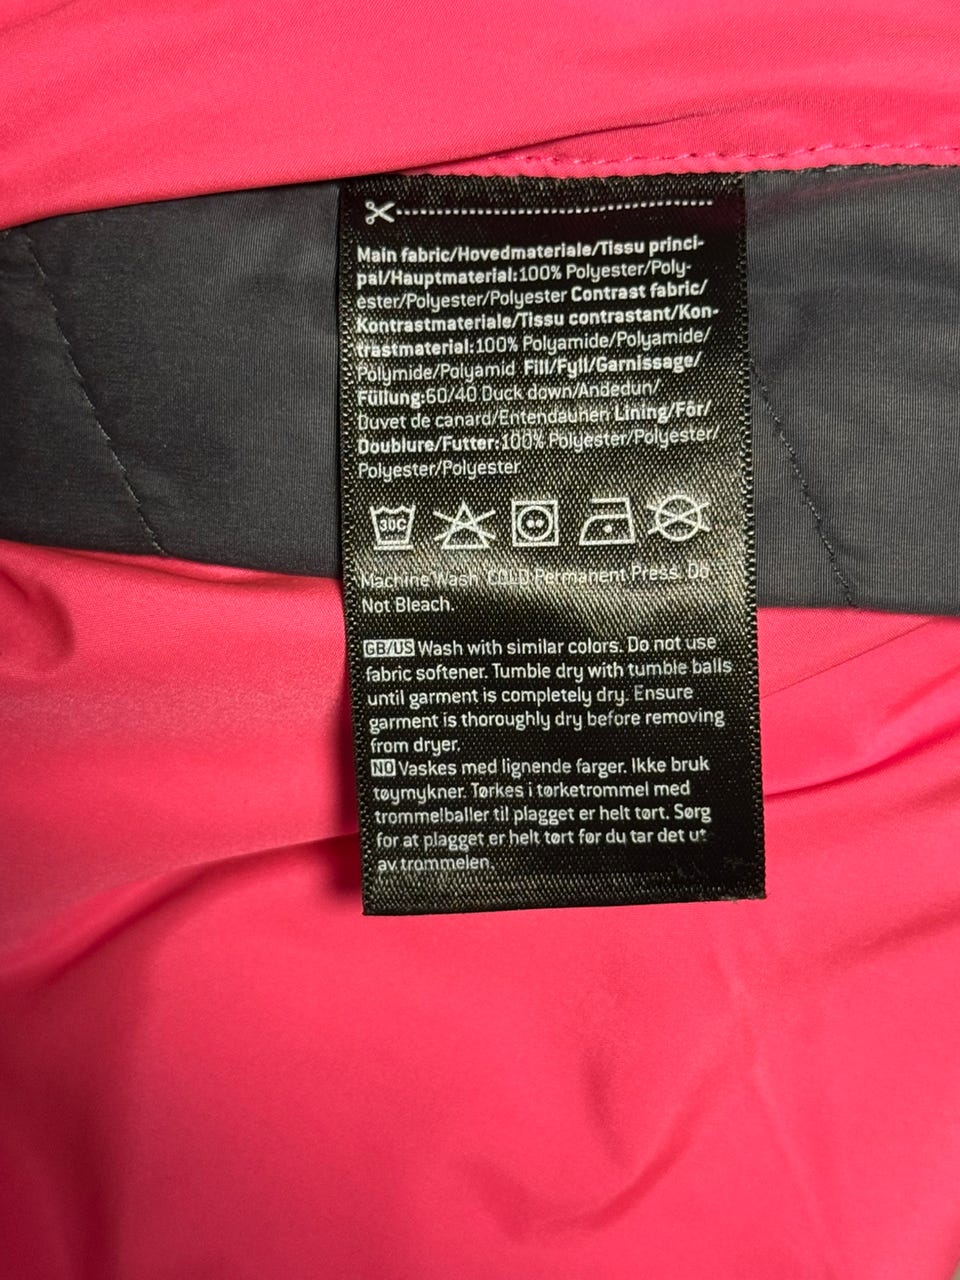 Main fabric/Hovedmateriale/Tissu princi-
pal/Hauptmaterial:100% Polyester/Poly-
ester/Polyester/Polyester Contrast fabric/
Kontrastmateriale/Tissu contrastant/Kon-
trastmaterial:100% Polyamide/Polyamide/
Polymide/Polyamid Fill/Fyll/Garnissage/
Füllung:60/40 Duck down/Andedun/
Duvet de canard/Entendaunen Lining/Fór/
Doublure/Futter:100% Polyester/Polyester/
Polyester/Polyester
30C
Machine Wash COLD Permanent Press. Do
Not Bleach.
GB/US Wash with similar colors. Do not use
fabric softener. Tumble dry with tumble balls
until garment is completely dry. Ensure
garment is thoroughly dry before removing
from dryer.
NO Vaskes med lignende farger. Ikke bruk
tøymykner. Tørkes i tørketrommel med
trommelballer til plagget er helt tørt. Sørg
for at plagget er helt tørt før du tar det ut
av trommelen.